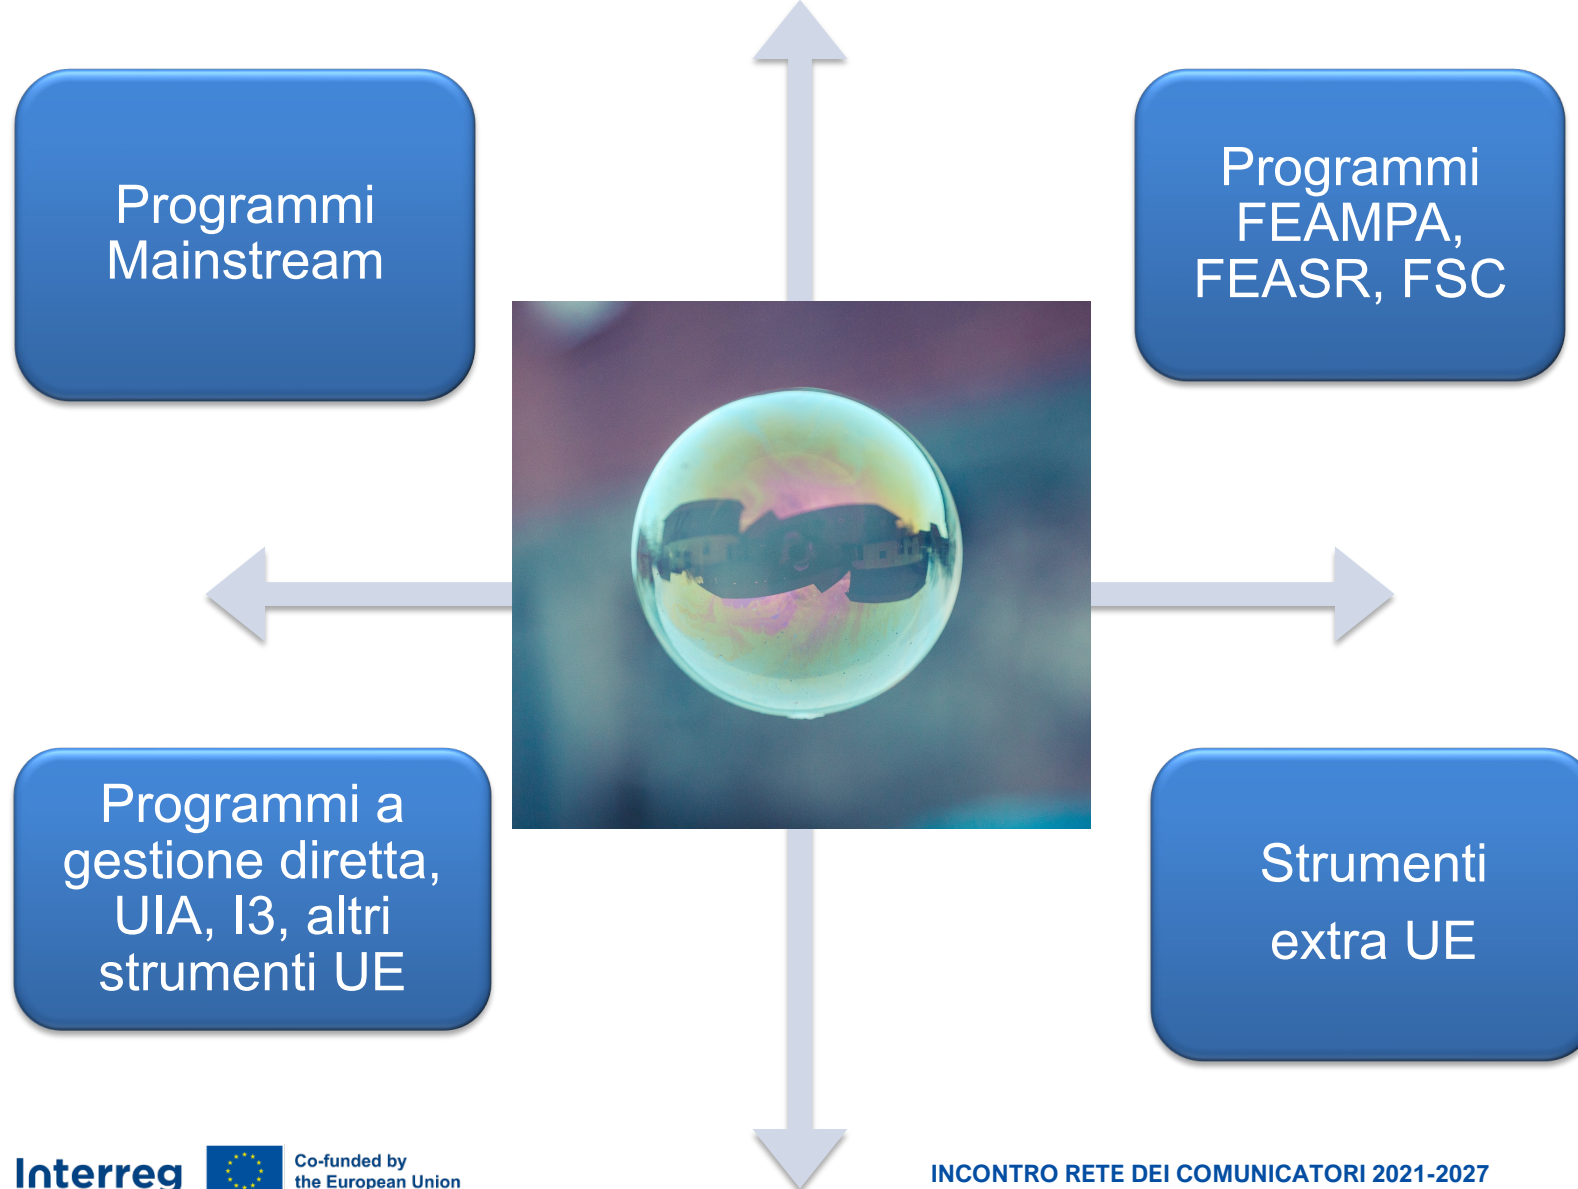 Programmi
Mainstream
Programmi
FEAMPA,
FEASR, FSC
Programmi a
gestione diretta,
UIA, I3, altri
strumenti UE
Strumenti
extra UE
Interreg
Co-funded by
the European Union
INCONTRO RETE DEI COMUNICATORI 2021-2027